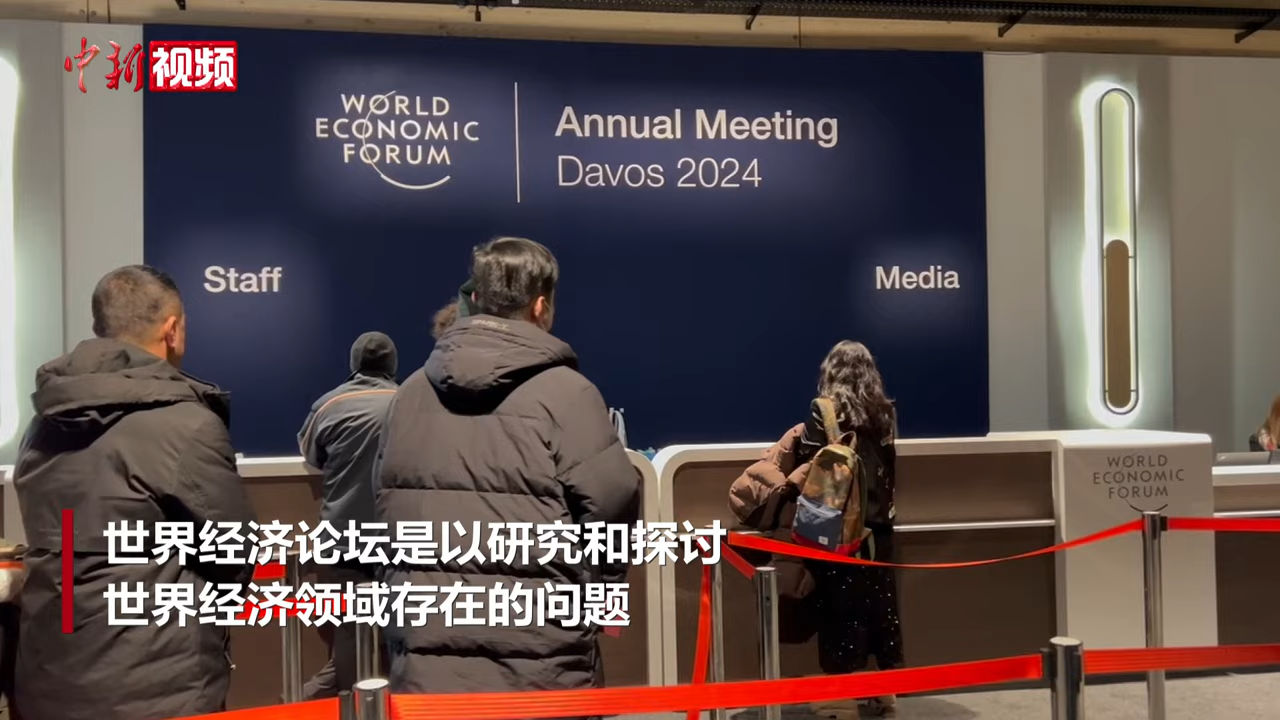 中新视频
WORLD
ECONOMIC
FORUM
Annual Meeting
Davos 2024
Staff
Media
WORLD
ECONOMIC
FORUM
世界经济论坛是以研究和探讨
世界经济领域存在的问题